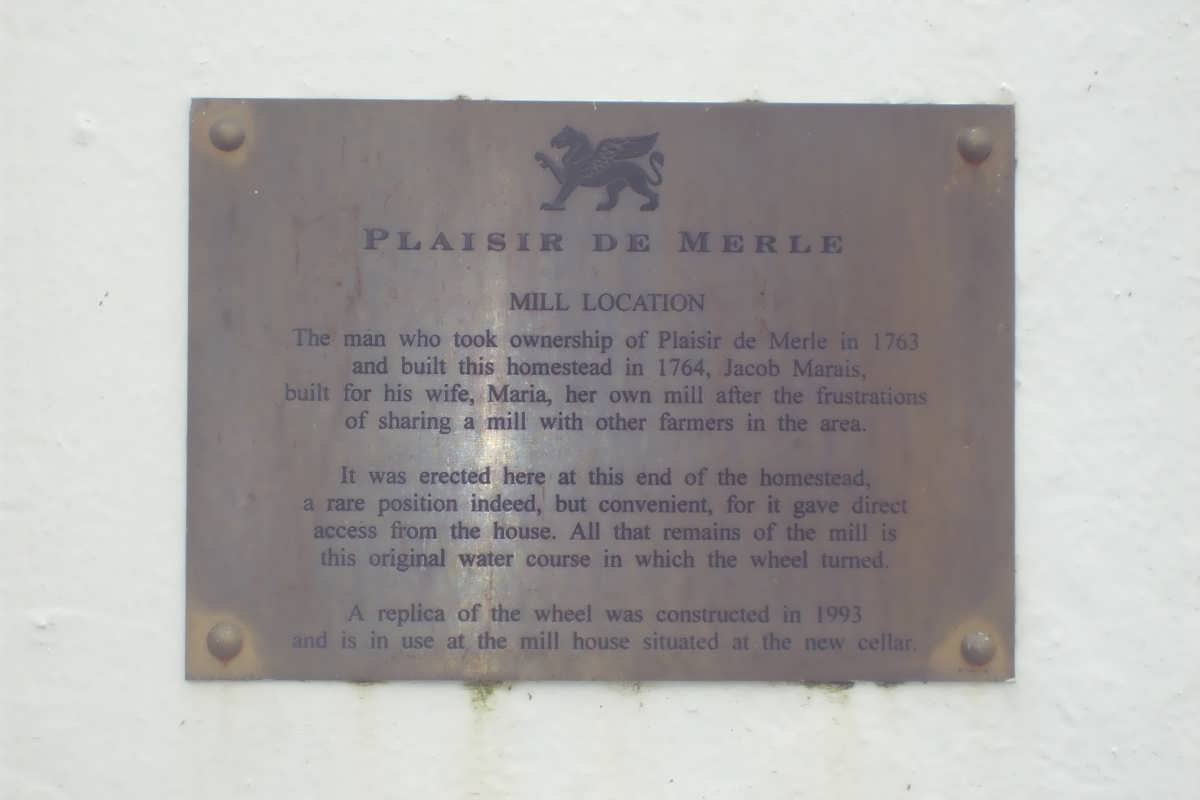 PLAISIR DE MERLE
MILL LOCATION
The man who took ownership of Plaisir de Merle in 1763
and built this homestead in 1764, Jacob Marais,
built for his wife, Maria, her own mill after the frustrations
of sharing a mill with other farmers in the area.
It was erected here at this end of the homestead,
a rare position indeed, but convenient, for it gave direct
access from the house. All that remains of the mill is
this original water course in which the wheel turned.
A replica of the wheel was constructed in 1993
and is in use at the mill house situated at the new cellar.